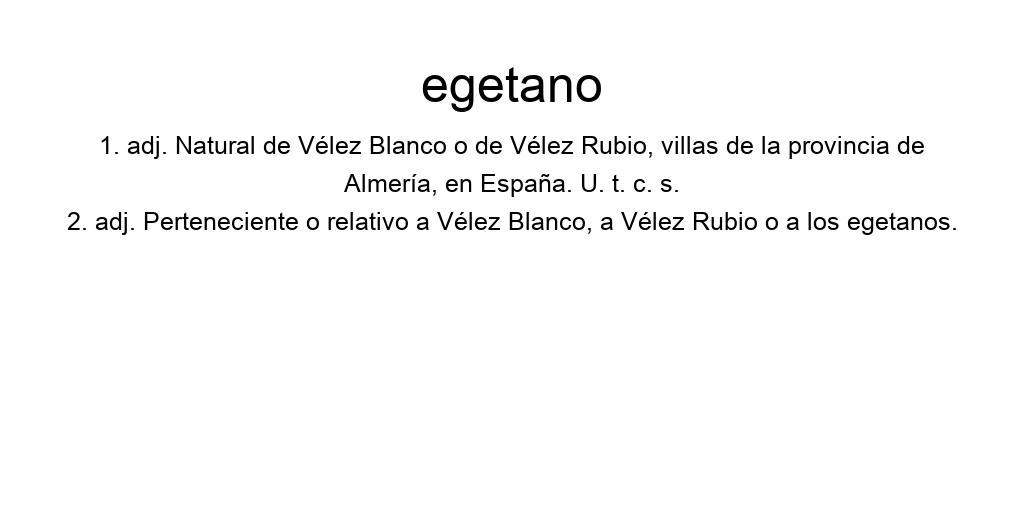 egetano
1. adj. Natural de Vélez Blanco o de Vélez Rubio, villas de la provincia de
Almería, en España. U. t. c. s.
2. adj. Perteneciente o relativo a Vélez Blanco, a Vélez Rubio o a los egetanos.